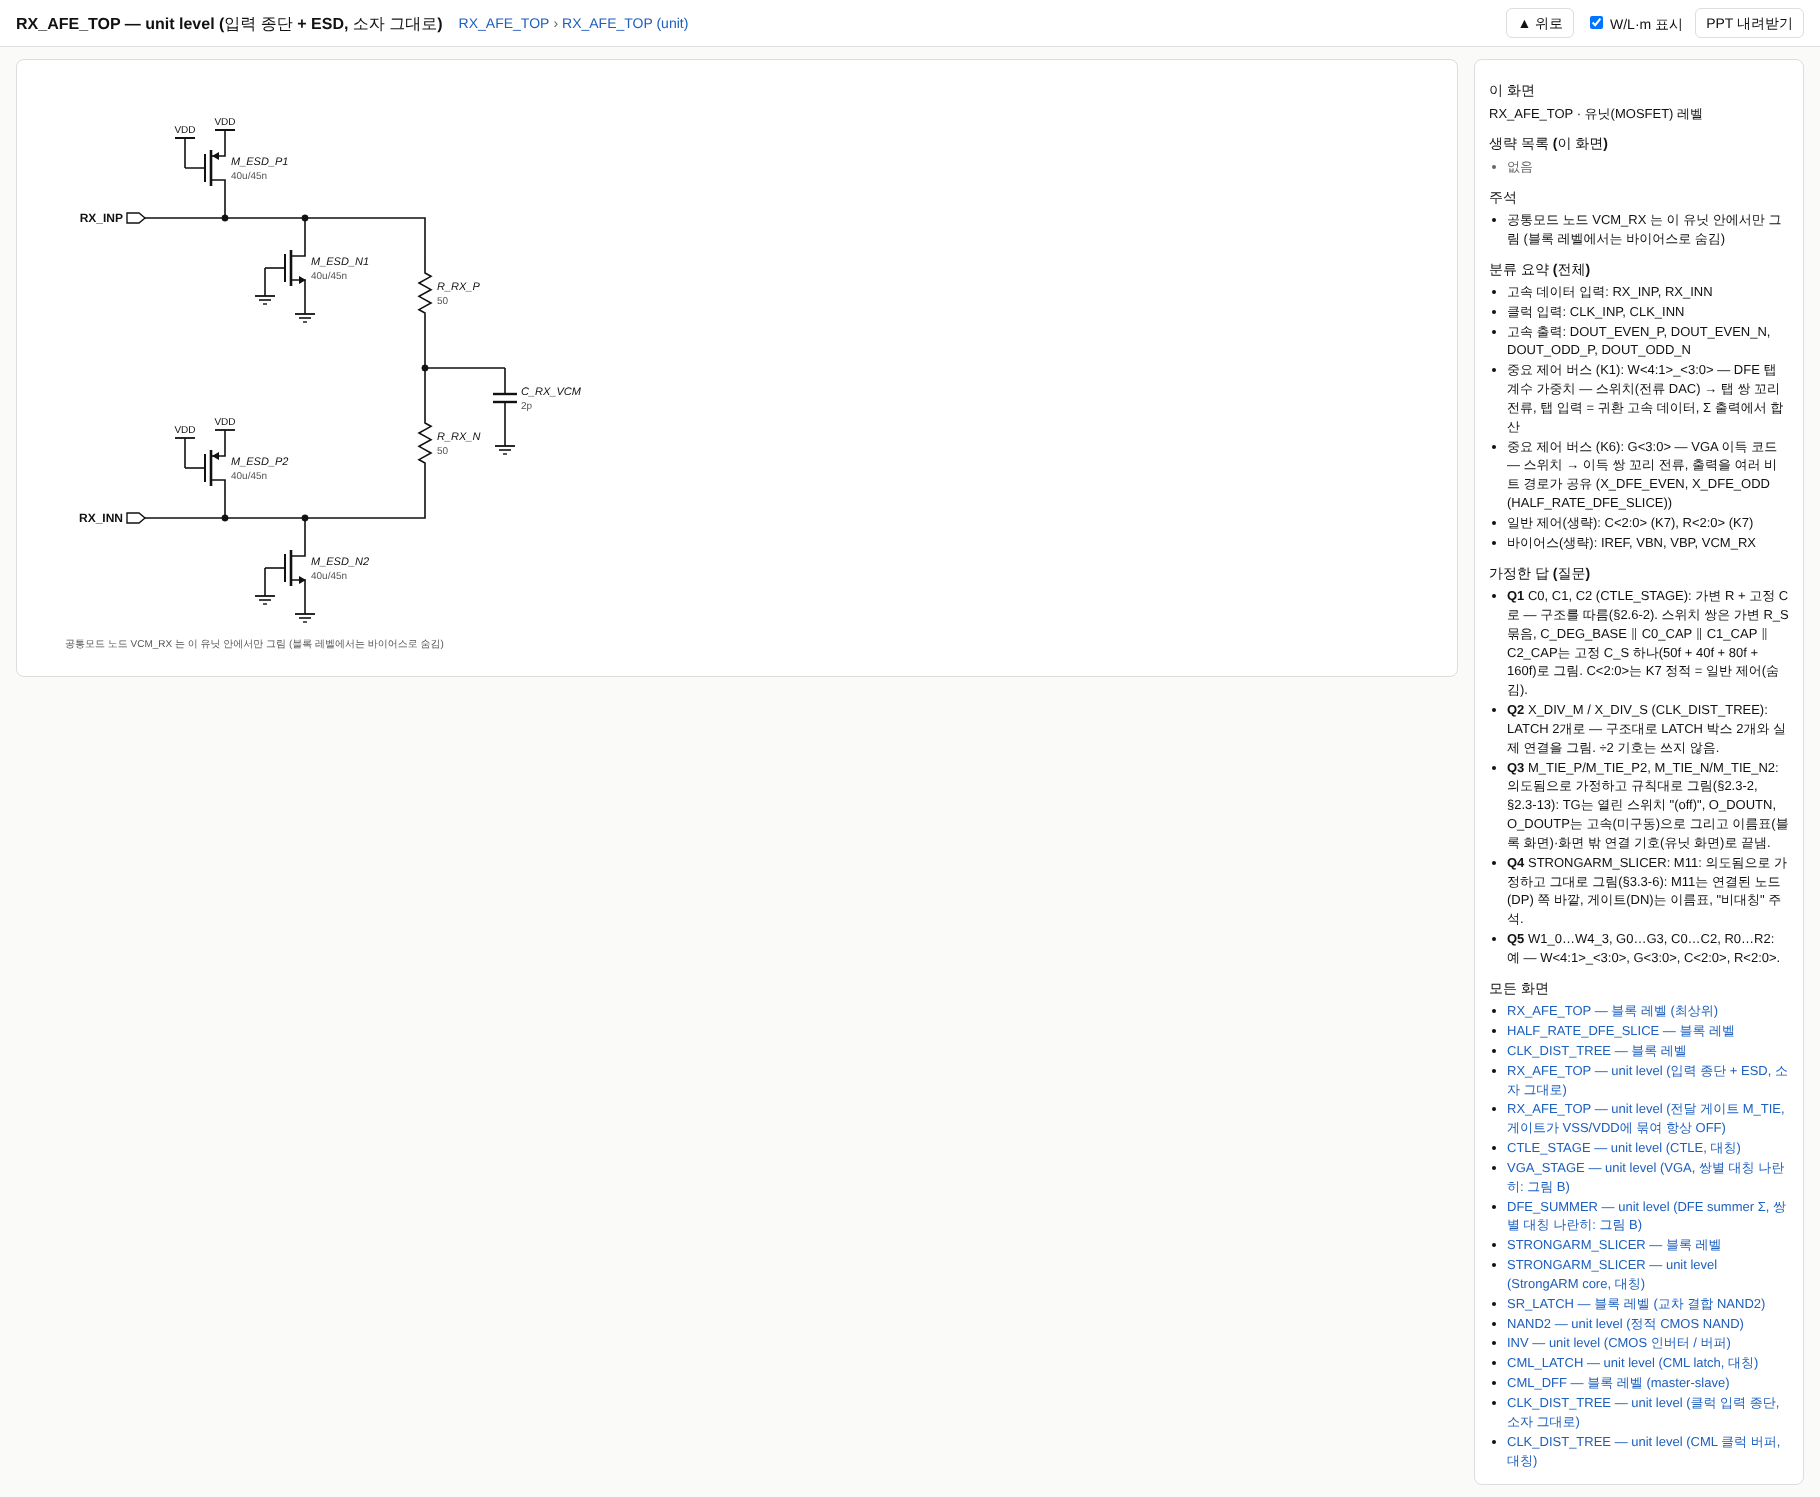 RX_AFE_TOP — unit level (입력 종단 + ESD, 소자 그대로) RX_AFE_TOP › RX_AFE_TOP (unit) ▲ 위로 W/L·m 표시 PPT 내려받기
VDD VDD
M_ESD_P1
40u/45n
RX_INP
M_ESD_N1
40u/45n
R_RX_P
50
C_RX_VCM
2p
VDD VDD
M_ESD_P2
40u/45n
R_RX_N
50
RX_INN
M_ESD_N2
40u/45n
공통모드 노드 VCM_RX 는 이 유닛 안에서만 그림 (블록 레벨에서는 바이어스로 숨김)
이 화면
RX_AFE_TOP · 유닛(MOSFET) 레벨
생략 목록 (이 화면)
• 없음
주석
• 공통모드 노드 VCM_RX 는 이 유닛 안에서만 그
림 (블록 레벨에서는 바이어스로 숨김)
분류 요약 (전체)
• 고속 데이터 입력: RX_INP, RX_INN
• 클럭 입력: CLK_INP, CLK_INN
• 고속 출력: DOUT_EVEN_P, DOUT_EVEN_N,
DOUT_ODD_P, DOUT_ODD_N
• 중요 제어 버스 (K1): W<4:1>_<3:0> — DFE 탭
계수 가중치 — 스위치(전류 DAC) → 탭 쌍 꼬리
전류, 탭 입력 = 귀환 고속 데이터, Σ 출력에서 합
산
• 중요 제어 버스 (K6): G<3:0> — VGA 이득 코드
— 스위치 → 이득 쌍 꼬리 전류, 출력을 여러 비
트 경로가 공유 (X_DFE_EVEN, X_DFE_ODD
(HALF_RATE_DFE_SLICE))
• 일반 제어(생략): C<2:0> (K7), R<2:0> (K7)
• 바이어스(생략): IREF, VBN, VBP, VCM_RX
가정한 답 (질문)
• Q1 C0, C1, C2 (CTLE_STAGE): 가변 R + 고정 C
로 — 구조를 따름(§2.6-2). 스위치 쌍은 가변 R_S
묶음, C_DEG_BASE ∥ C0_CAP ∥ C1_CAP ∥
C2_CAP는 고정 C_S 하나(50f + 40f + 80f +
160f)로 그림. C<2:0>는 K7 정적 = 일반 제어(숨
김).
• Q2 X_DIV_M / X_DIV_S (CLK_DIST_TREE):
LATCH 2개로 — 구조대로 LATCH 박스 2개와 실
제 연결을 그림. ÷2 기호는 쓰지 않음.
• Q3 M_TIE_P/M_TIE_P2, M_TIE_N/M_TIE_N2:
의도됨으로 가정하고 규칙대로 그림(§2.3-2,
§2.3-13): TG는 열린 스위치 "(off)", O_DOUTN,
O_DOUTP는 고속(미구동)으로 그리고 이름표(블
록 화면)·화면 밖 연결 기호(유닛 화면)로 끝냄.
• Q4 STRONGARM_SLICER: M11: 의도됨으로 가
정하고 그대로 그림(§3.3-6): M11는 연결된 노드
(DP) 쪽 바깥, 게이트(DN)는 이름표, "비대칭" 주
석.
• Q5 W1_0…W4_3, G0…G3, C0…C2, R0…R2:
예 — W<4:1>_<3:0>, G<3:0>, C<2:0>, R<2:0>.
모든 화면
• RX_AFE_TOP — 블록 레벨 (최상위)
• HALF_RATE_DFE_SLICE — 블록 레벨
• CLK_DIST_TREE — 블록 레벨
• RX_AFE_TOP — unit level (입력 종단 + ESD, 소
자 그대로)
• RX_AFE_TOP — unit level (전달 게이트 M_TIE,
게이트가 VSS/VDD에 묶여 항상 OFF)
• CTLE_STAGE — unit level (CTLE, 대칭)
• VGA_STAGE — unit level (VGA, 쌍별 대칭 나란
히: 그림 B)
• DFE_SUMMER — unit level (DFE summer Σ, 쌍
별 대칭 나란히: 그림 B)
• STRONGARM_SLICER — 블록 레벨
• STRONGARM_SLICER — unit level
(StrongARM core, 대칭)
• SR_LATCH — 블록 레벨 (교차 결합 NAND2)
• NAND2 — unit level (정적 CMOS NAND)
• INV — unit level (CMOS 인버터 / 버퍼)
• CML_LATCH — unit level (CML latch, 대칭)
• CML_DFF — 블록 레벨 (master-slave)
• CLK_DIST_TREE — unit level (클럭 입력 종단,
소자 그대로)
• CLK_DIST_TREE — unit level (CML 클럭 버퍼,
대칭)